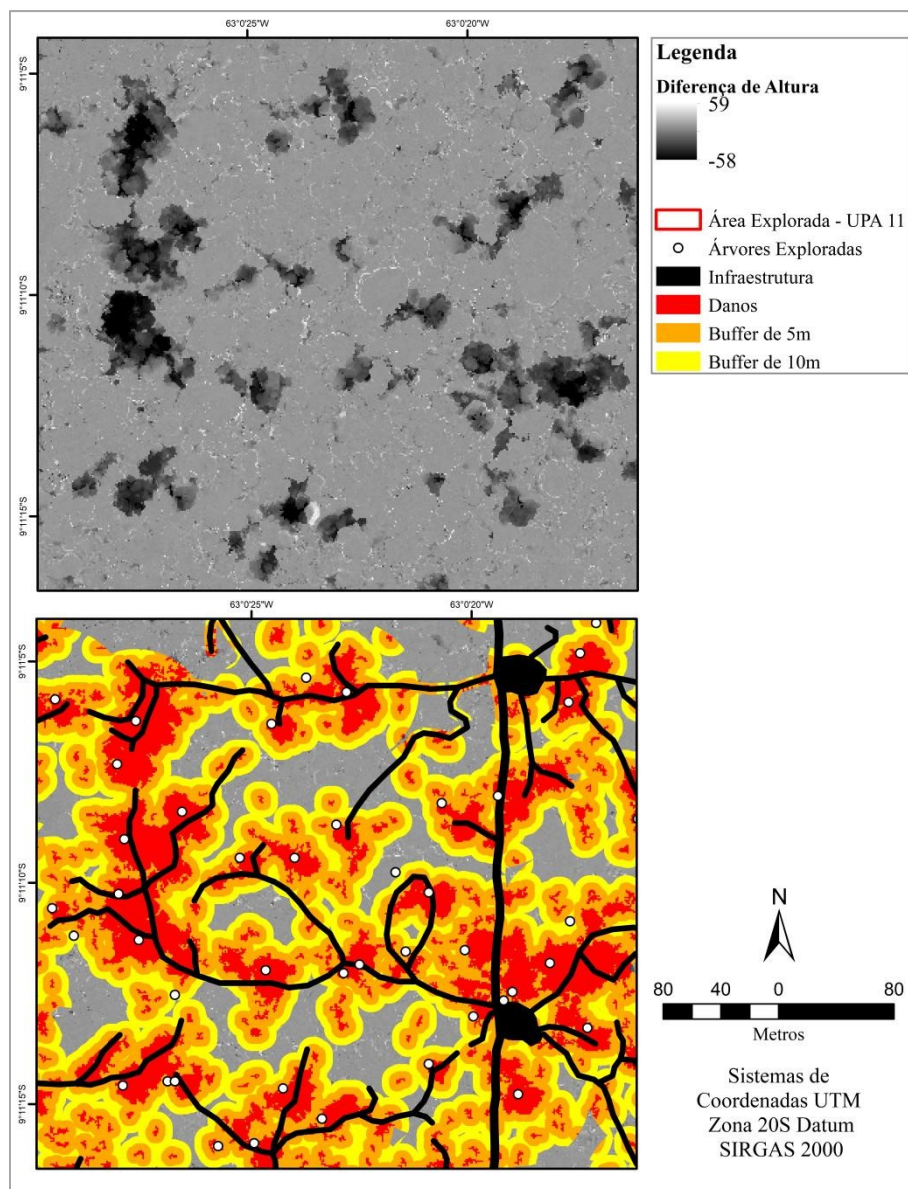 63°0'25"W 63°0'20"W
9°11'5"S
9°11'10"S
9°11'15"S
Legenda
Diferença de Altura
59
-58
Área Explorada - UPA 11
Árvores Exploradas
Infraestrutura
Danos
Buffer de 5m
Buffer de 10m
63°0'25"W 63°0'20"W
9°11'5"S
9°11'10"S
9°11'15"S
N
80 40 0 80
Metros
Sistemas de
Coordenadas UTM
Zona 20S Datum
SIRGAS 2000